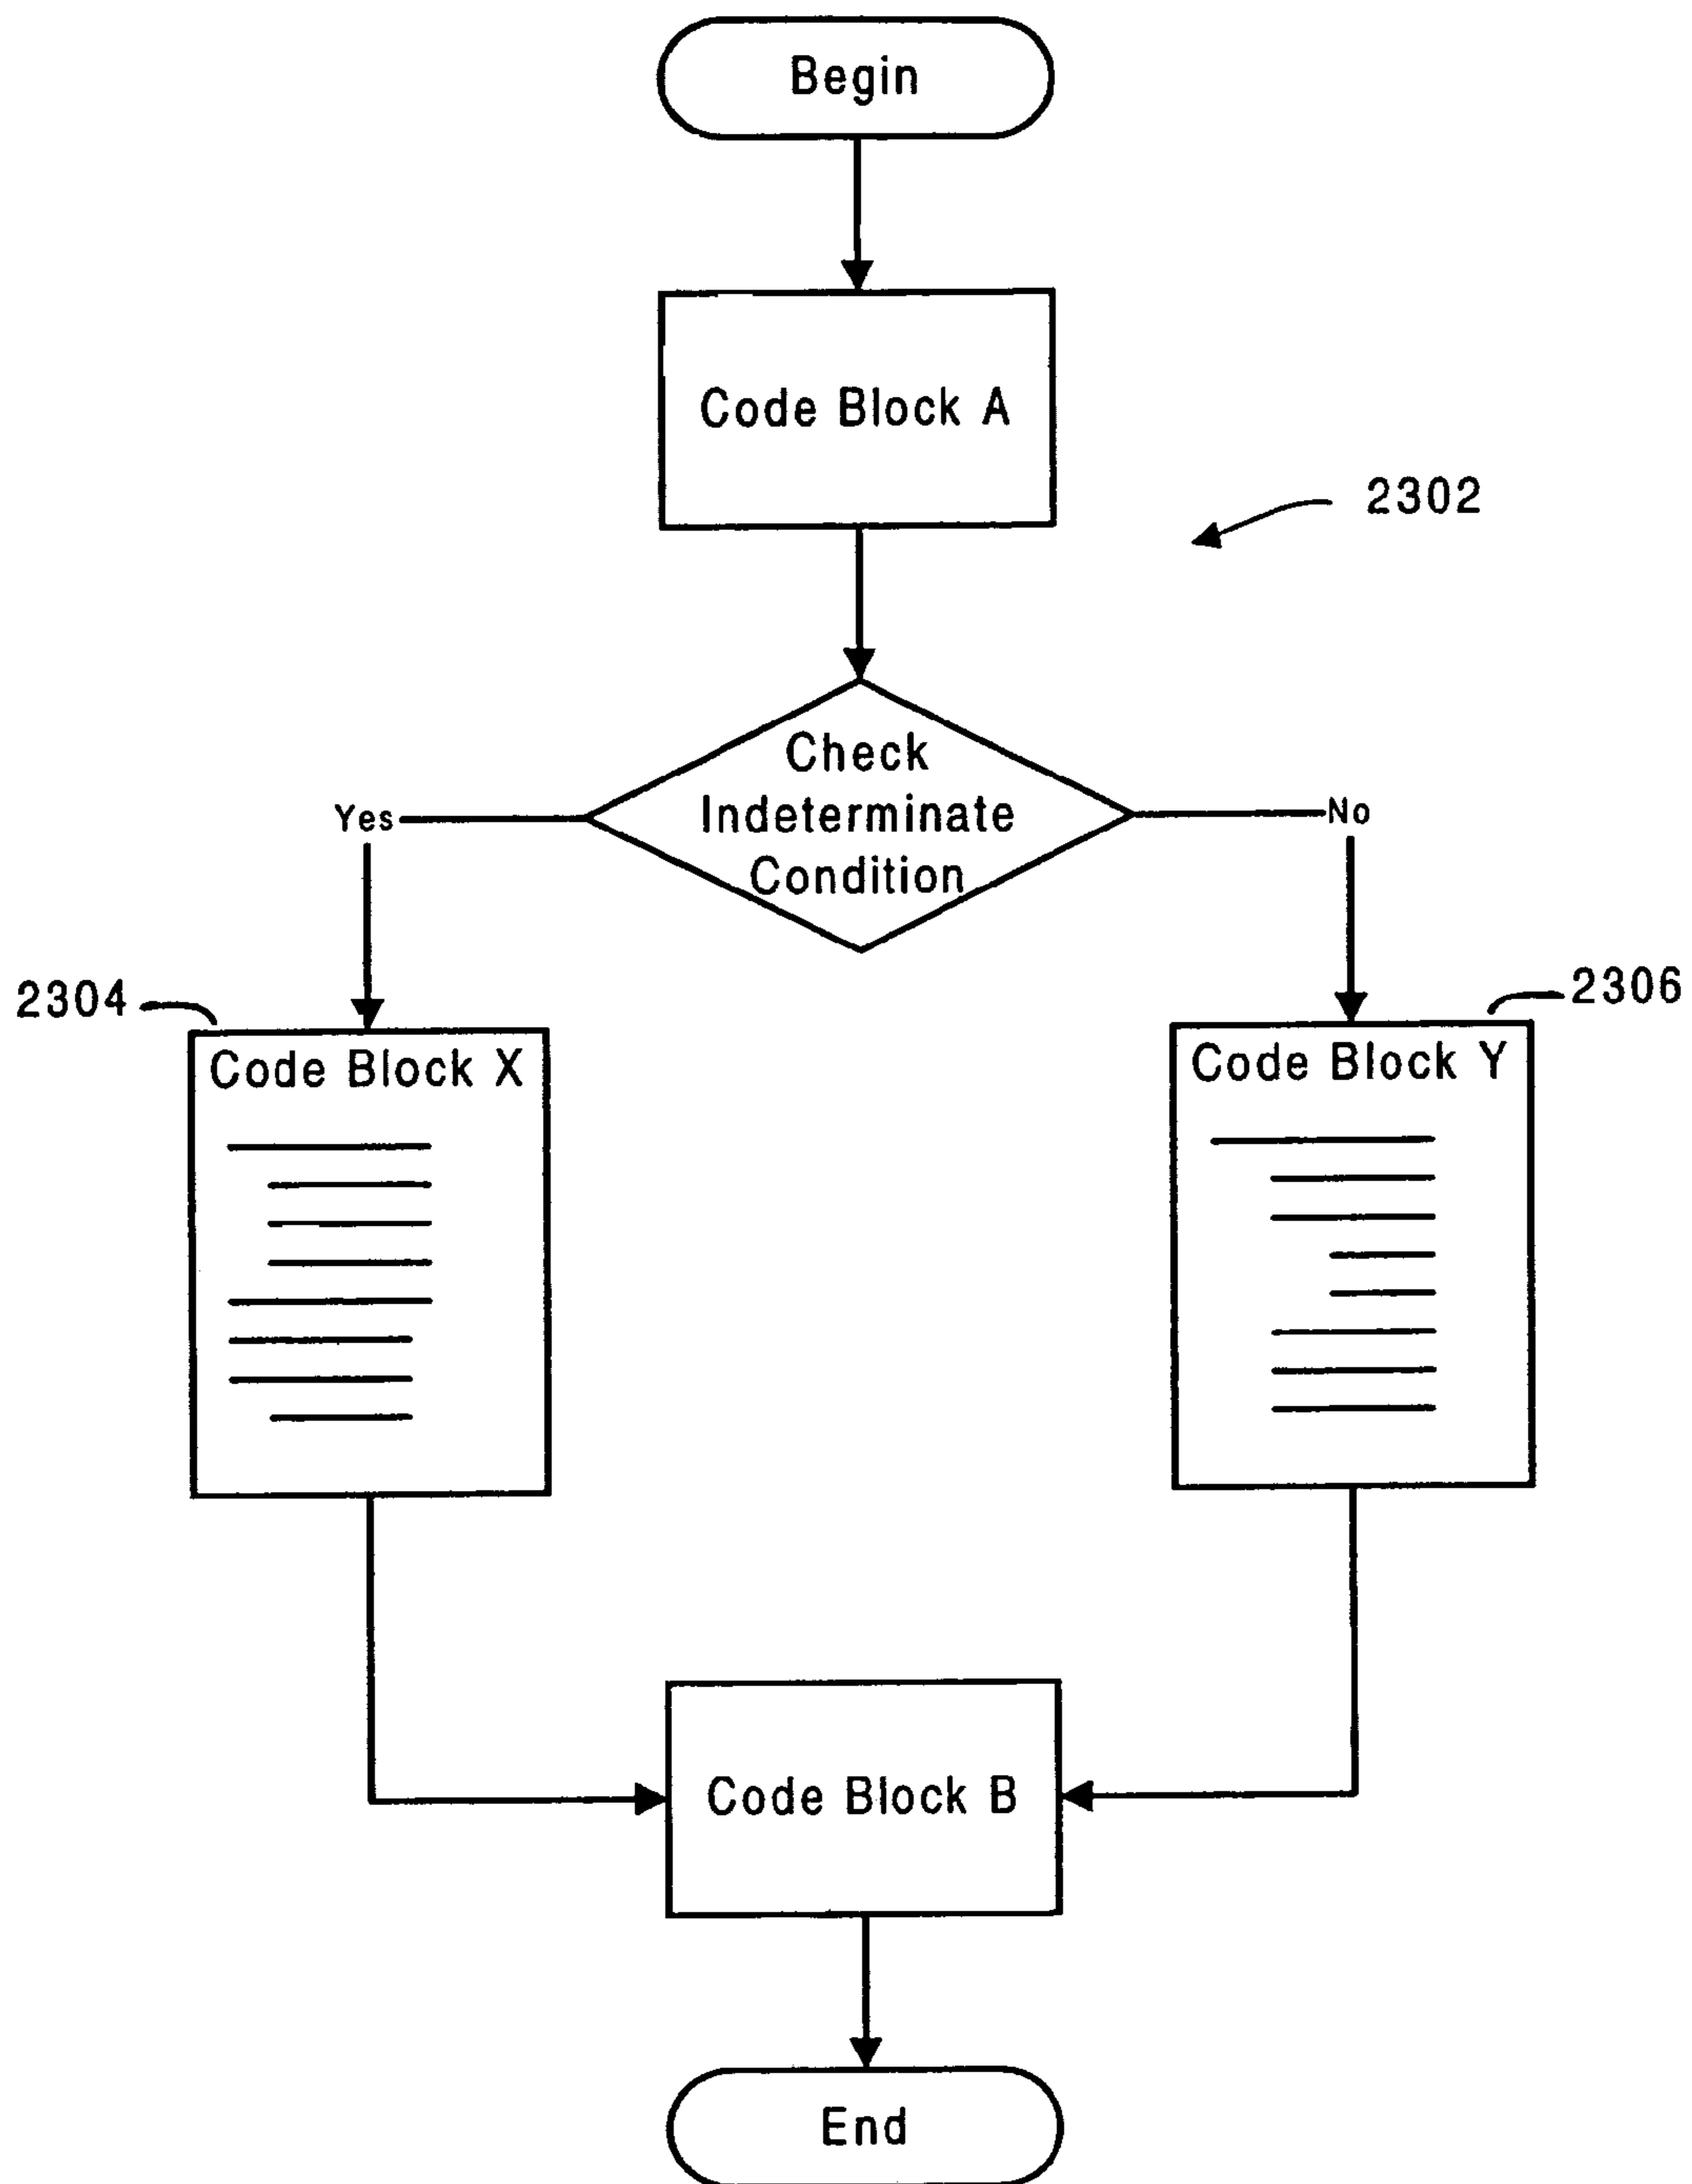 Begin
Code Block A
2302
Check
Indeterminate
Condition
Yes
No
2304
2306
Code Block X
Code Block Y
Code Block B
End